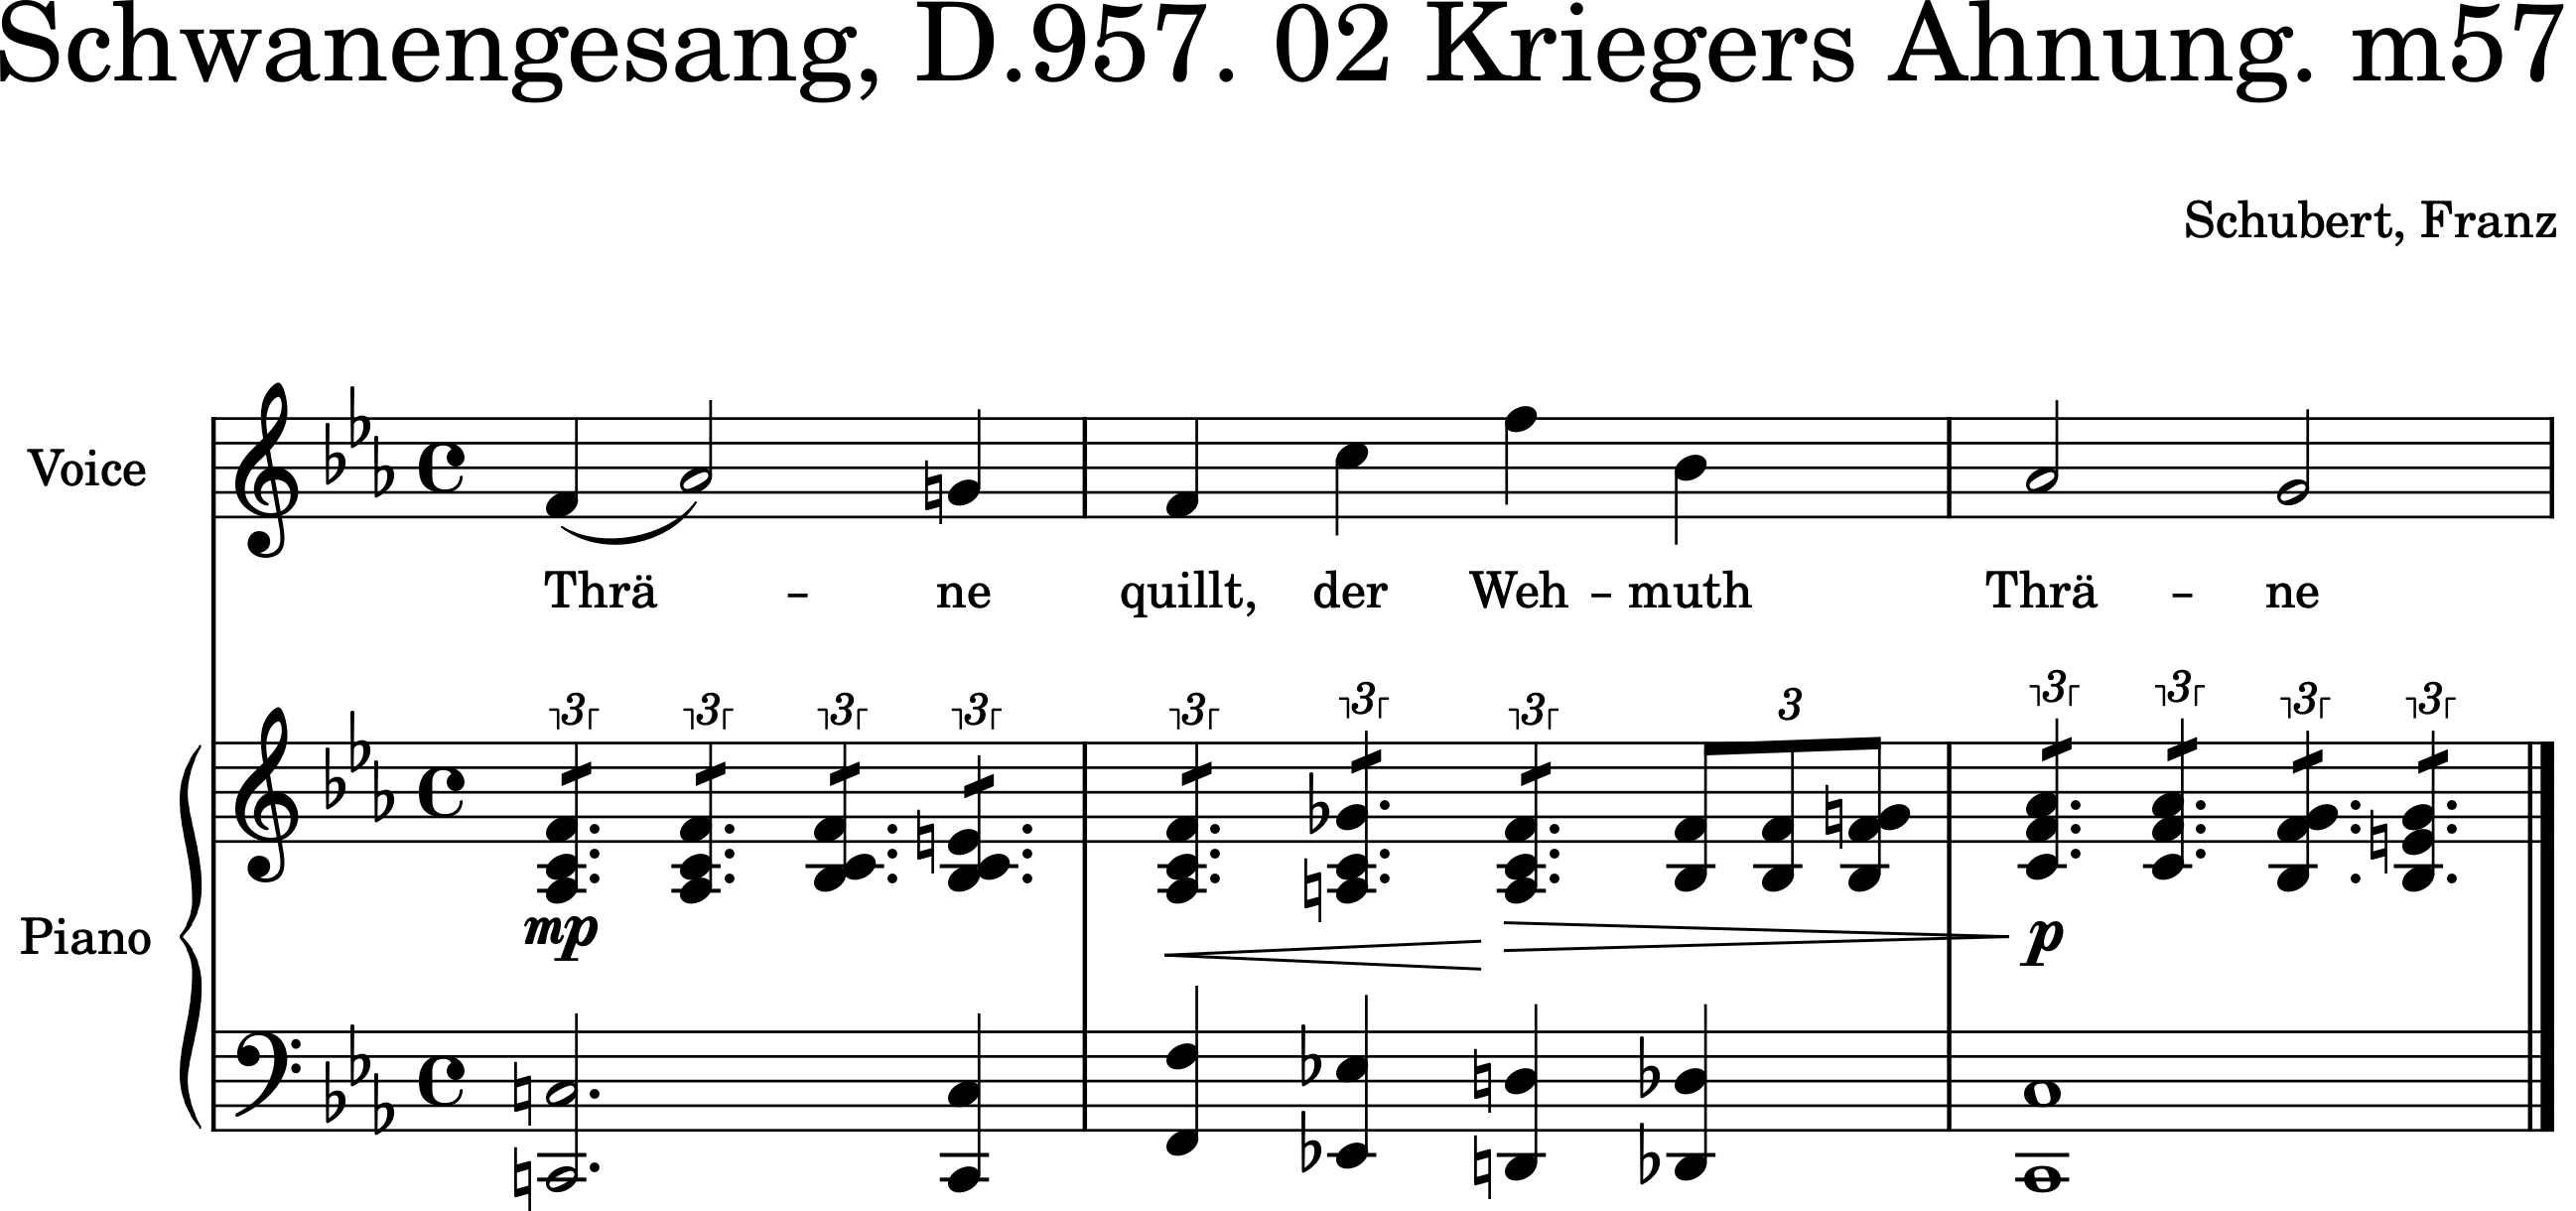 Schwanengesang, D.957. 02 Kriegers Ahnung. m57
Schubert, Franz
Voice
Thrä - ne quillt, der Weh - muth Thrä - ne
3 3 3 3 3 3 3 3 3 3 3 3
Piano
mp p